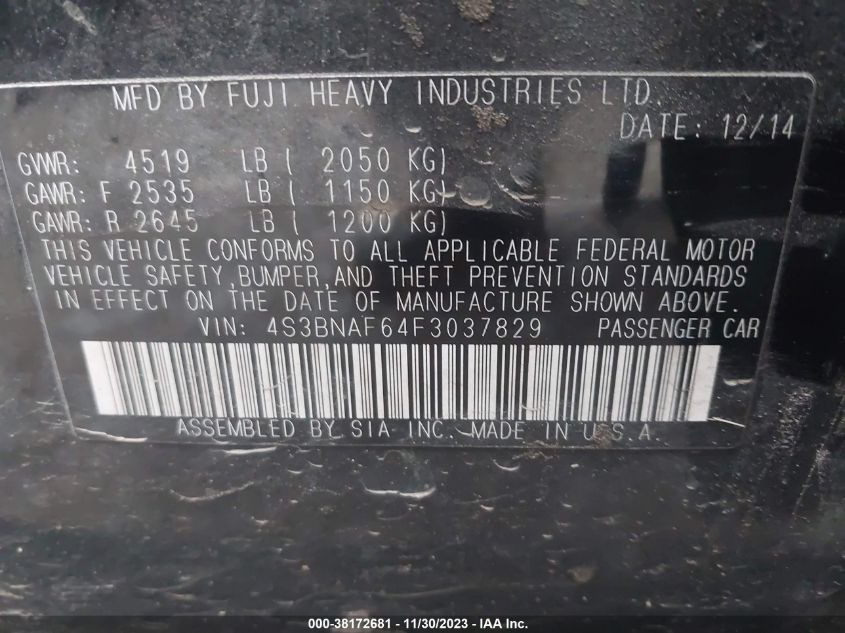 MFD BY FUJI HEAVY INDUSTRIES LTD.
DATE: 12/14
GVWR: 4519 LB ( 2050 KG)
GAWR: F 2535 LB ( 1150 KG)
GAWR: R 2645 LB ( 1200 KG)
THIS VEHICLE CONFORMS TO ALL APPLICABLE FEDERAL MOTOR
VEHICLE SAFETY,BUMPER,AND THEFT PREVENTION STANDARDS
IN EFFECT ON THE DATE OF MANUFACTURE SHOWN ABOVE.
VIN: 4S3BNAF64F3037829 PASSENGER CAR
ASSEMBLED BY SIA INC. MADE IN U.S.A.
000-38172681 - 11/30/2023 - IAA Inc.